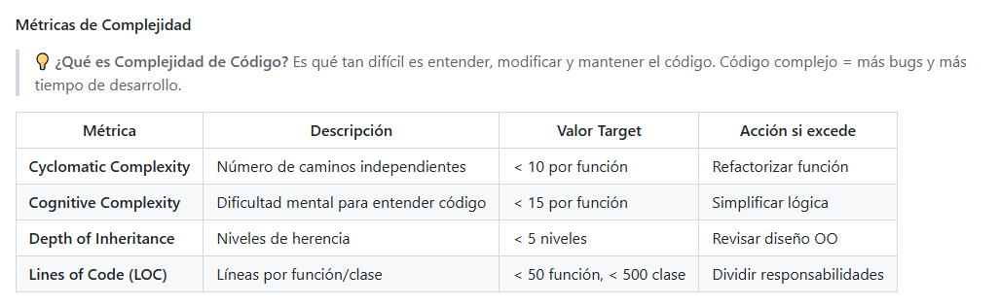 Métricas de Complejidad
💡 ¿Qué es Complejidad de Código? Es qué tan difícil es entender, modificar y mantener el código. Código complejo = más bugs y más
tiempo de desarrollo.
Métrica Descripción Valor Target Acción si excede
Cyclomatic Complexity Número de caminos independientes < 10 por función Refactorizar función
Cognitive Complexity Dificultad mental para entender código < 15 por función Simplificar lógica
Depth of Inheritance Niveles de herencia < 5 niveles Revisar diseño OO
Lines of Code (LOC) Líneas por función/clase < 50 función, < 500 clase Dividir responsabilidades